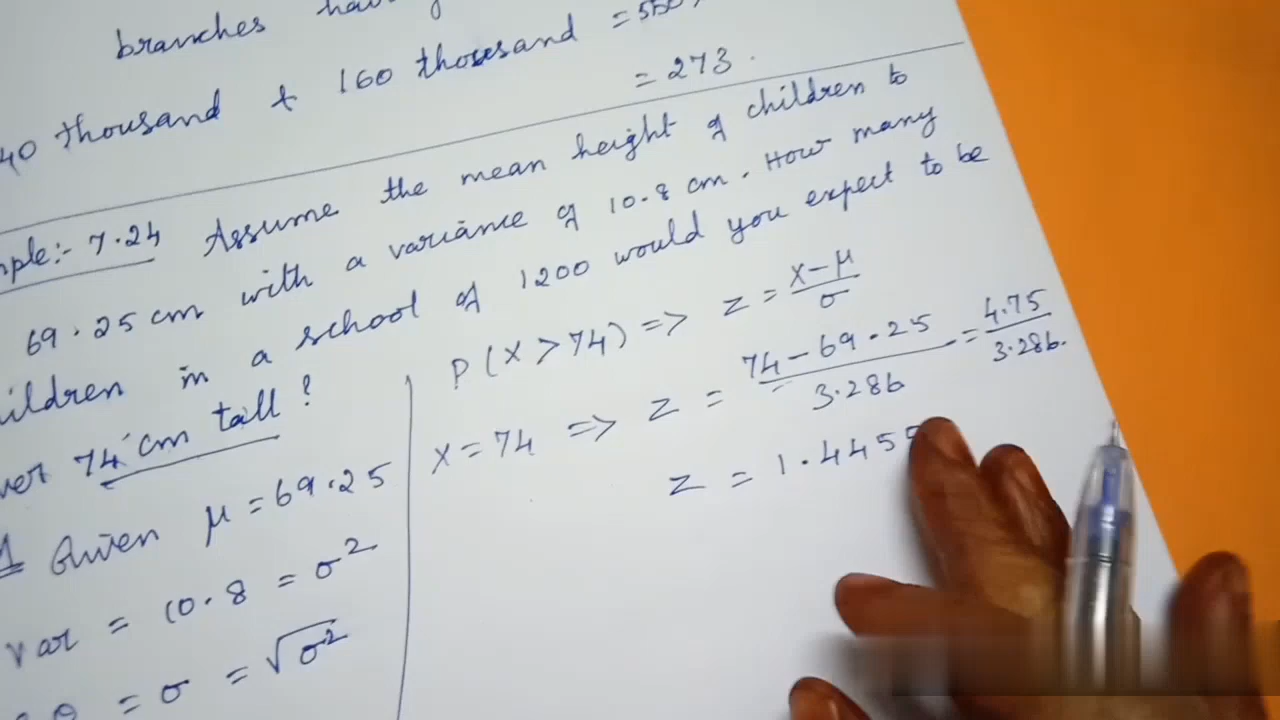 branches
40 thousand & 160 thousand =
= 273.
7.24 Assume the mean height of children to
69.25 cm with a variance of 10.8 cm. How many
in a school of 1200 would you expect to be
74 cm tall?
Given μ = 69.25
Var = 10.8 = σ²
= σ = √σ²
P(X > 74) => Z = X-μ/σ
X = 74 => Z = 74-69.25/3.286 = 4.75/3.286.
Z = 1.445